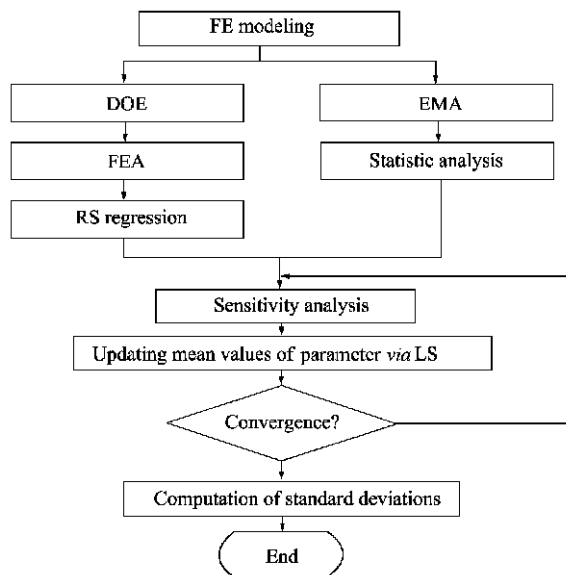 FE modeling
DOE
EMA
FEA
Statistic analysis
RS regression
Sensitivity analysis
Updating mean values of parameter via LS
Convergence?
Computation of standard deviations
End